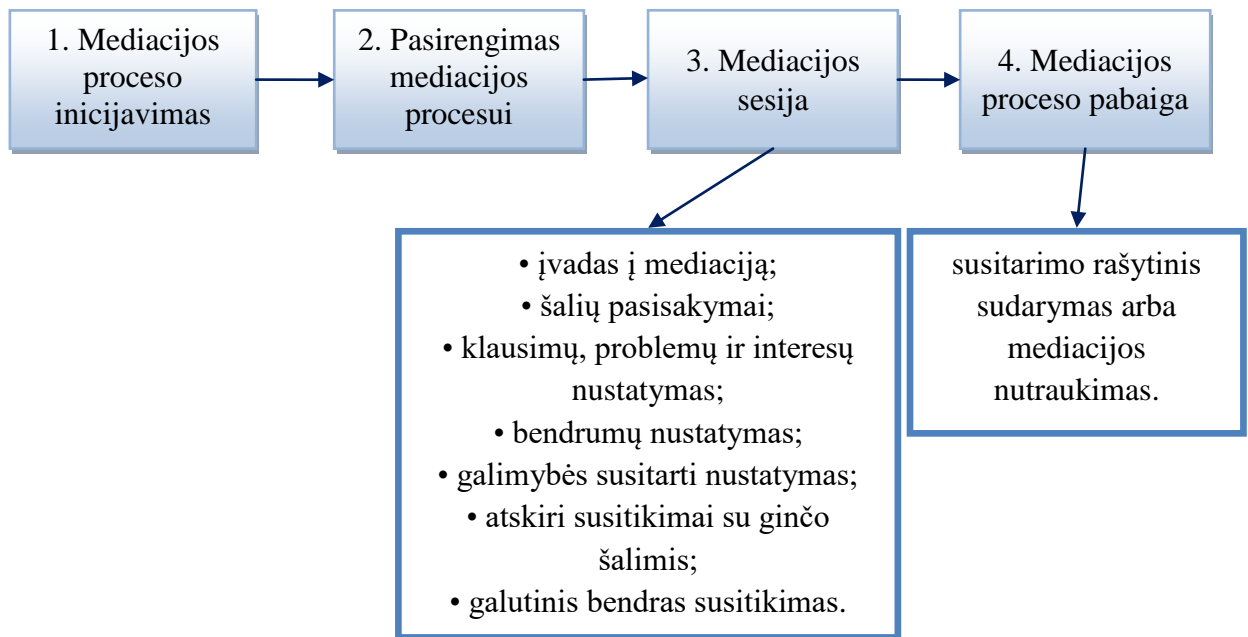 1. Mediacijos
proceso
inicijavimas
2. Pasirengimas
mediacijos
procesui
3. Mediacijos
sesija
4. Mediacijos
proceso pabaiga
• įvadas į mediaciją;
• šalių pasisakymai;
• klausimų, problemų ir interesų
nustatymas;
• bendrumų nustatymas;
• galimybės susitarti nustatymas;
• atskiri susitikimai su ginčo
šalimis;
• galutinis bendras susitikimas.
susitarimo rašytinis
sudarymas arba
mediacijos
nutraukimas.